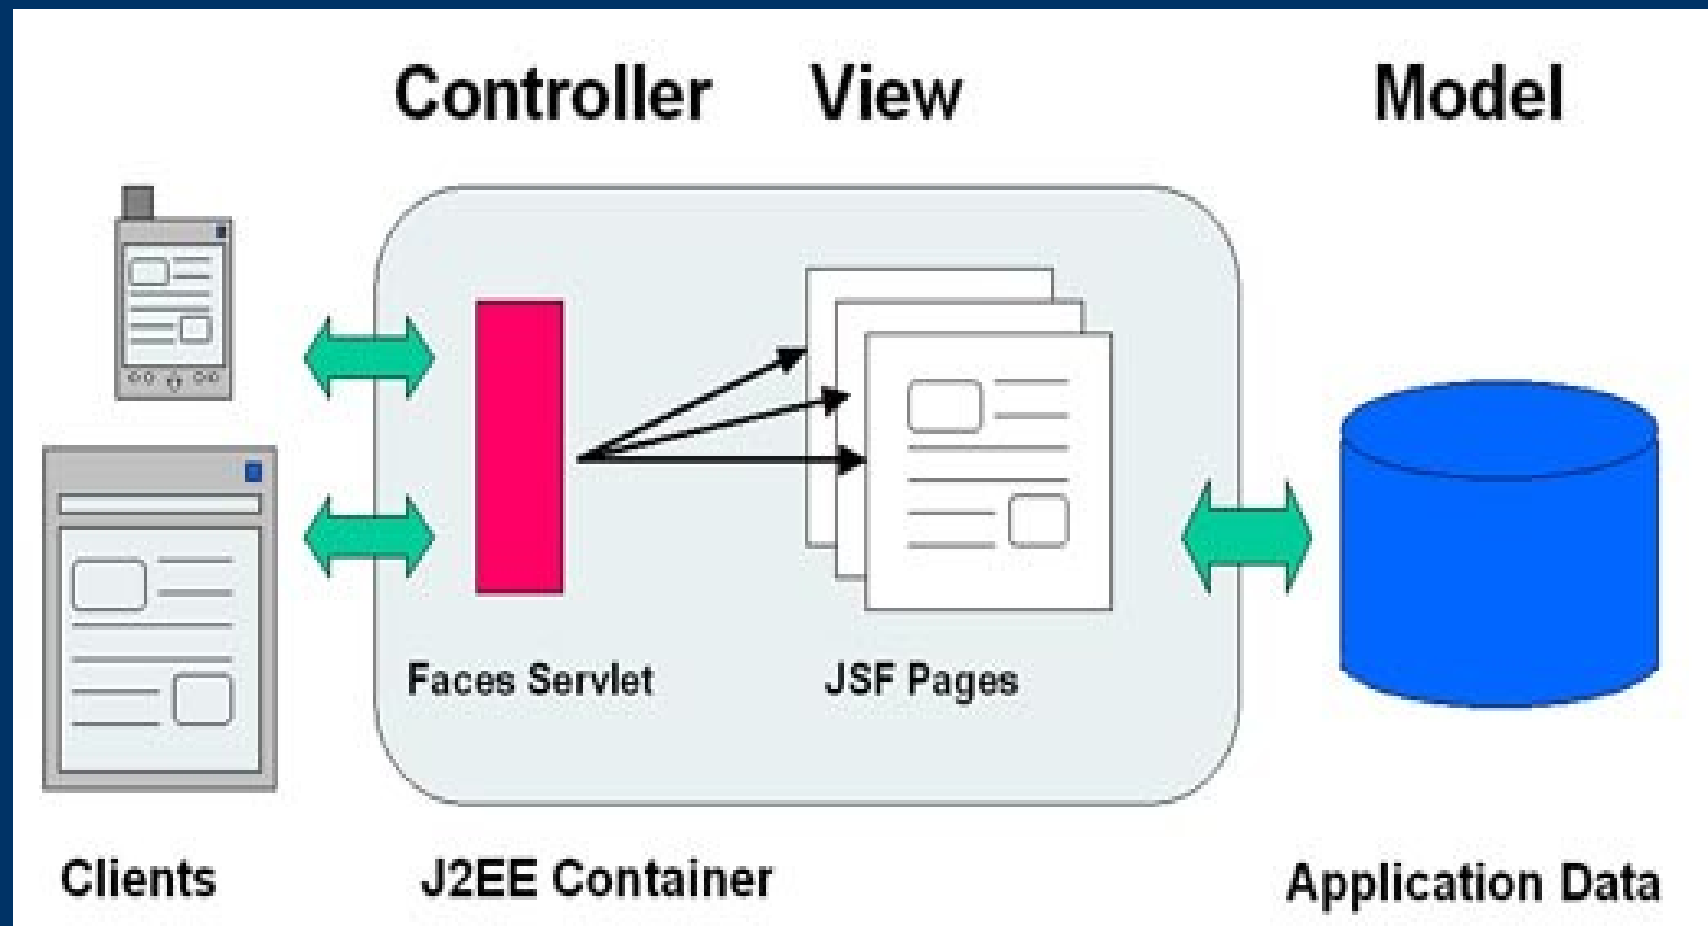 Controller View Model
Faces Servlet JSF Pages
Clients J2EE Container Application Data